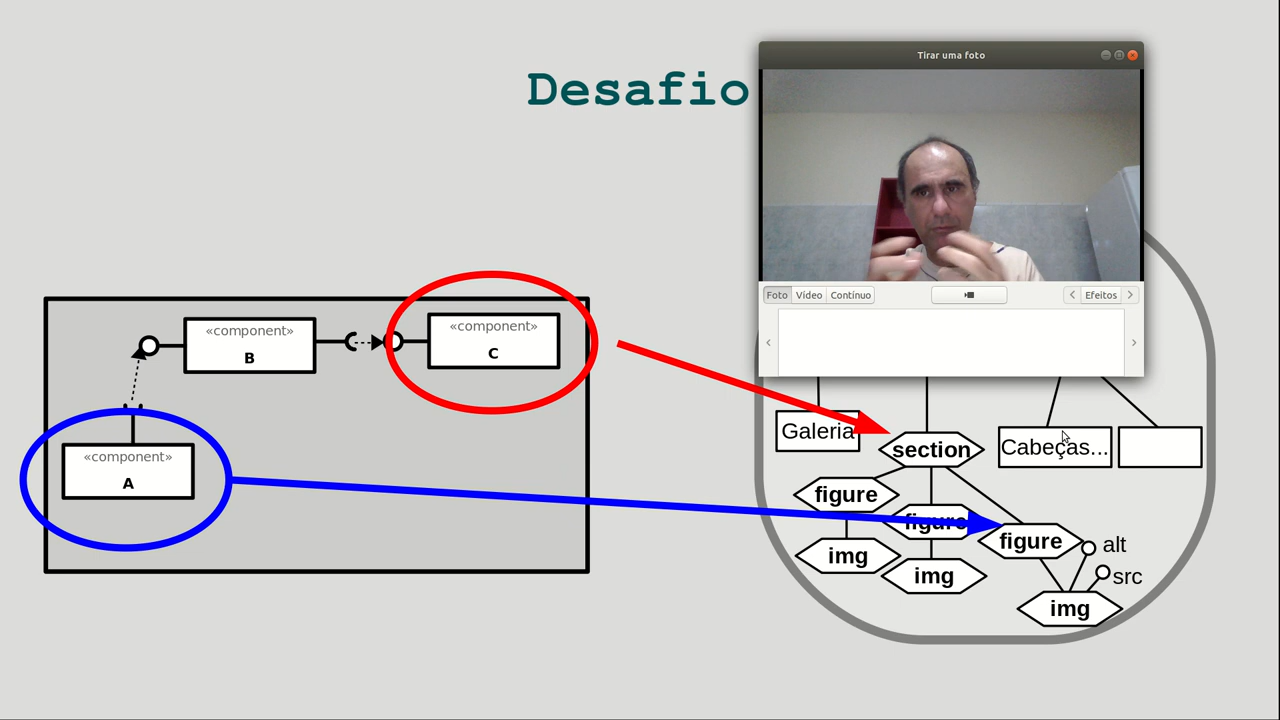 Desafio
Tirar uma foto
Foto
Vídeo
Contínuo
Efeitos
«component»
B
«component»
C
«component»
A
Galeria
section
Cabeças...
figure
figure
figure
img
img
img
alt
src